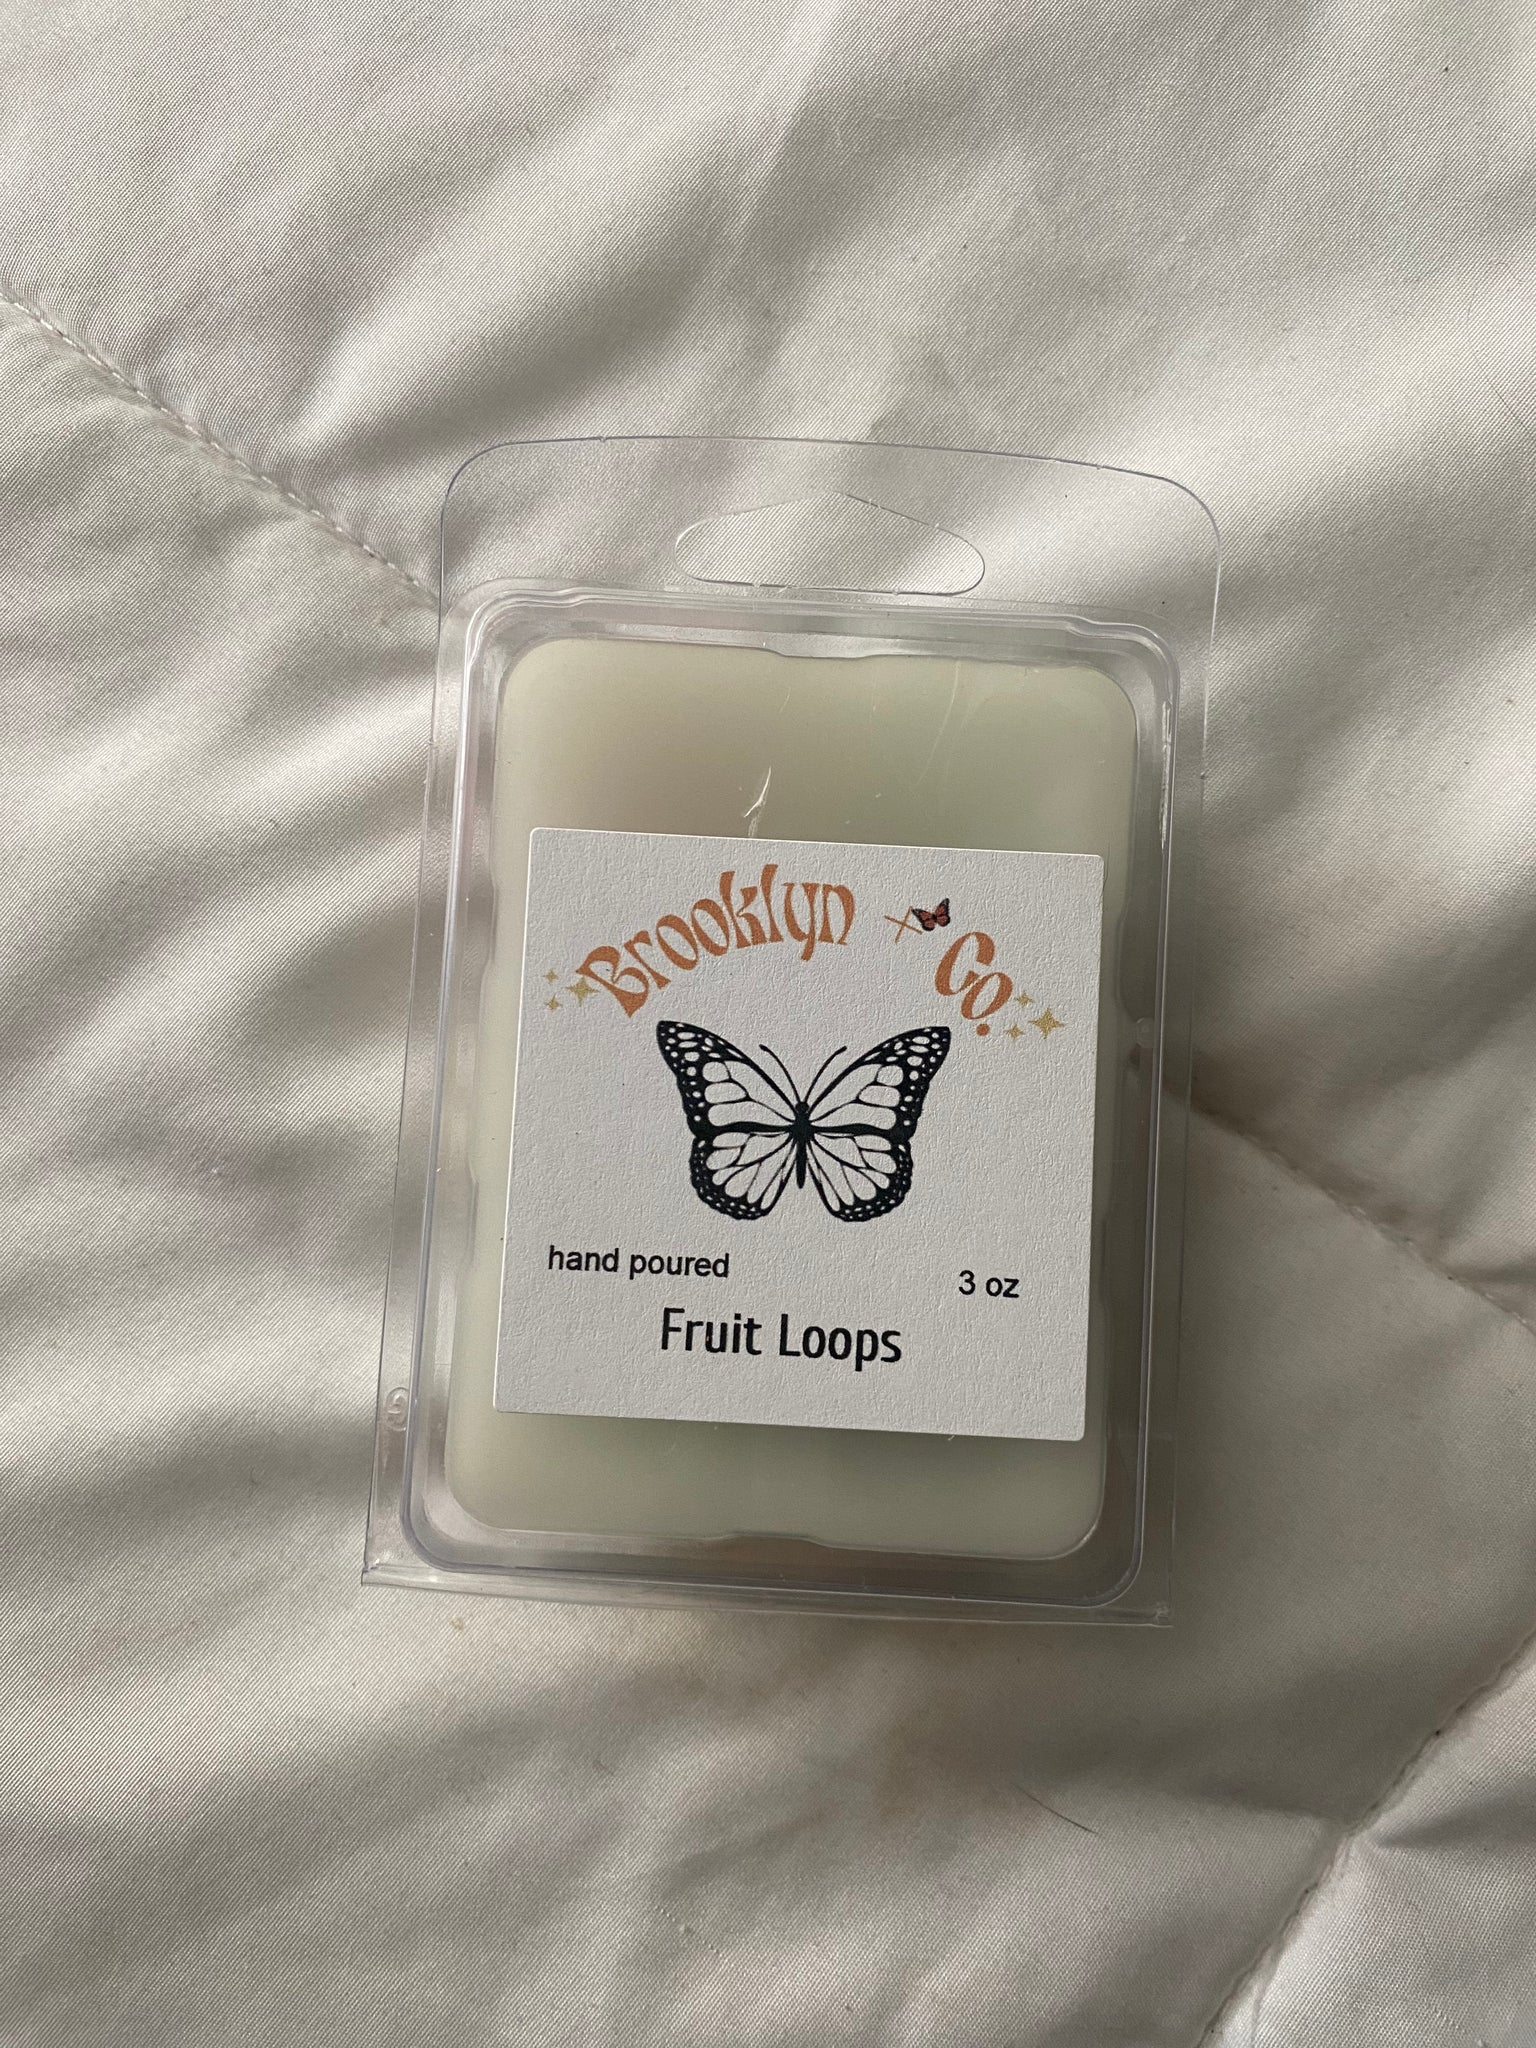 Brooklyn x Co.
hand poured
3 oz
Fruit Loops